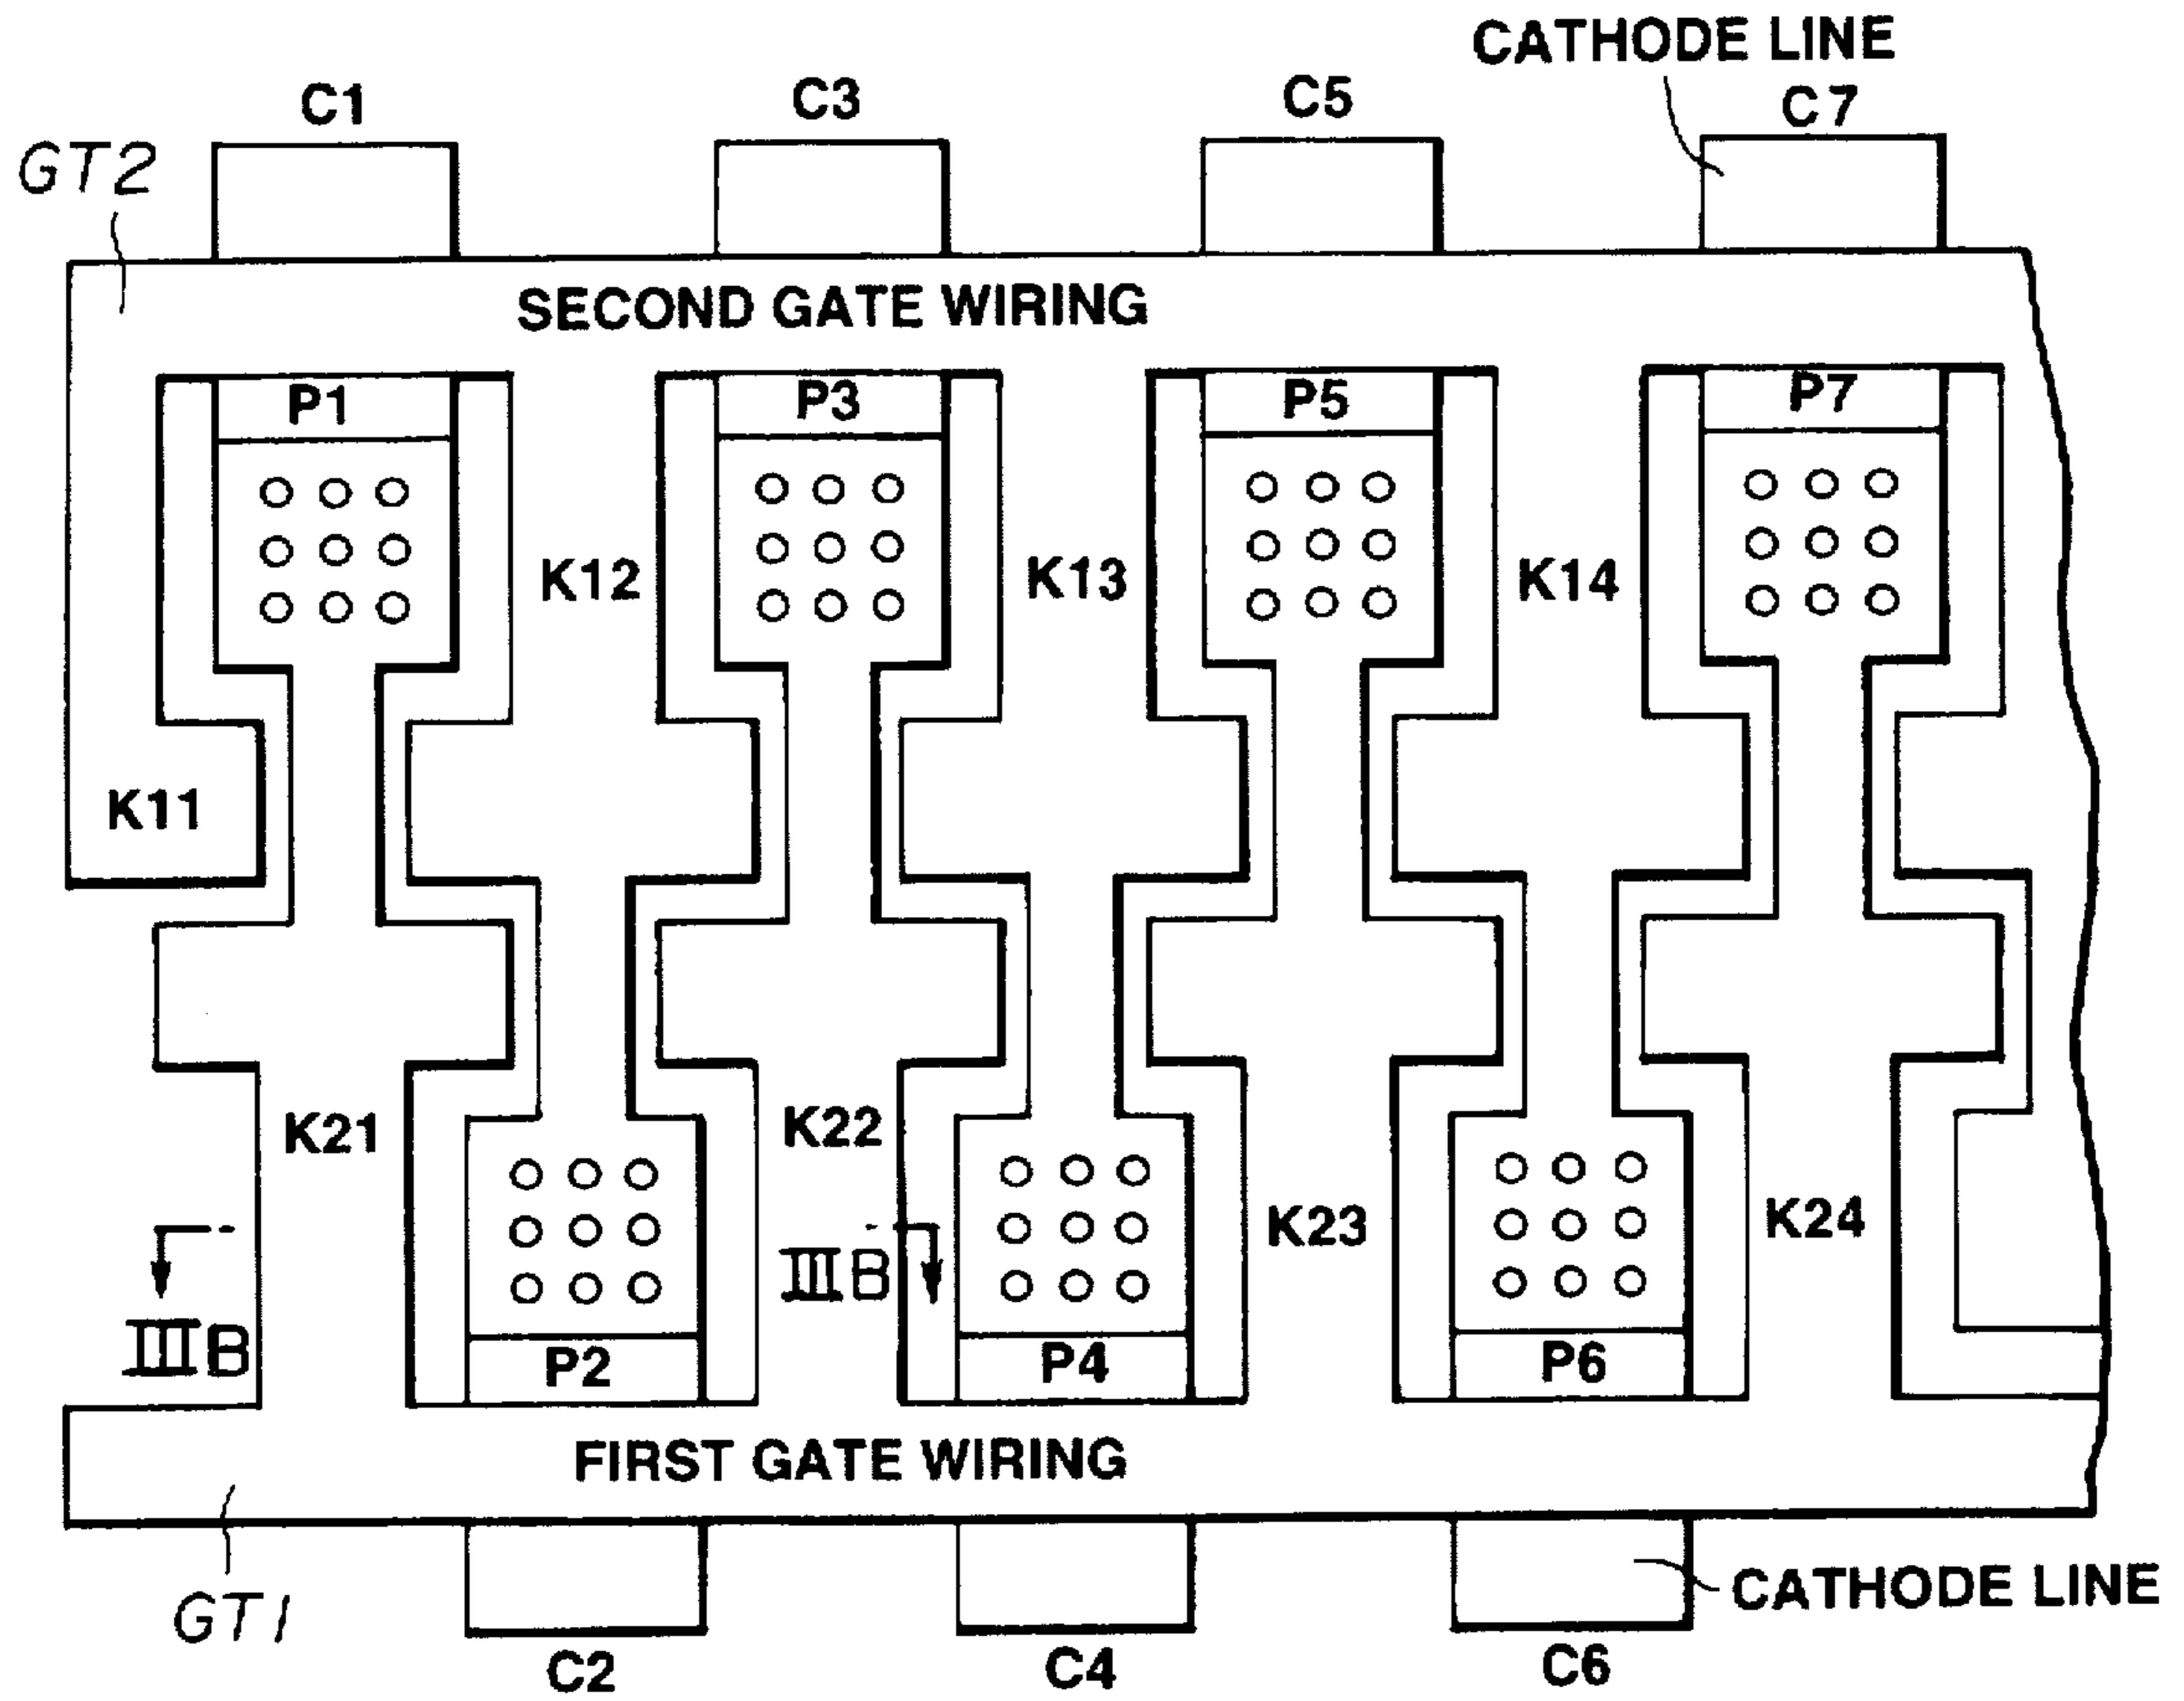 CATHODE LINE
C1 C3 C5 C7
GT2
SECOND GATE WIRING
P1 P3 P5 P7
K12 K13 K14
K11
K21 K22
K23 K24
IIIB
IIIB
P2 P4 P6
FIRST GATE WIRING
GT1
CATHODE LINE
C2 C4 C6